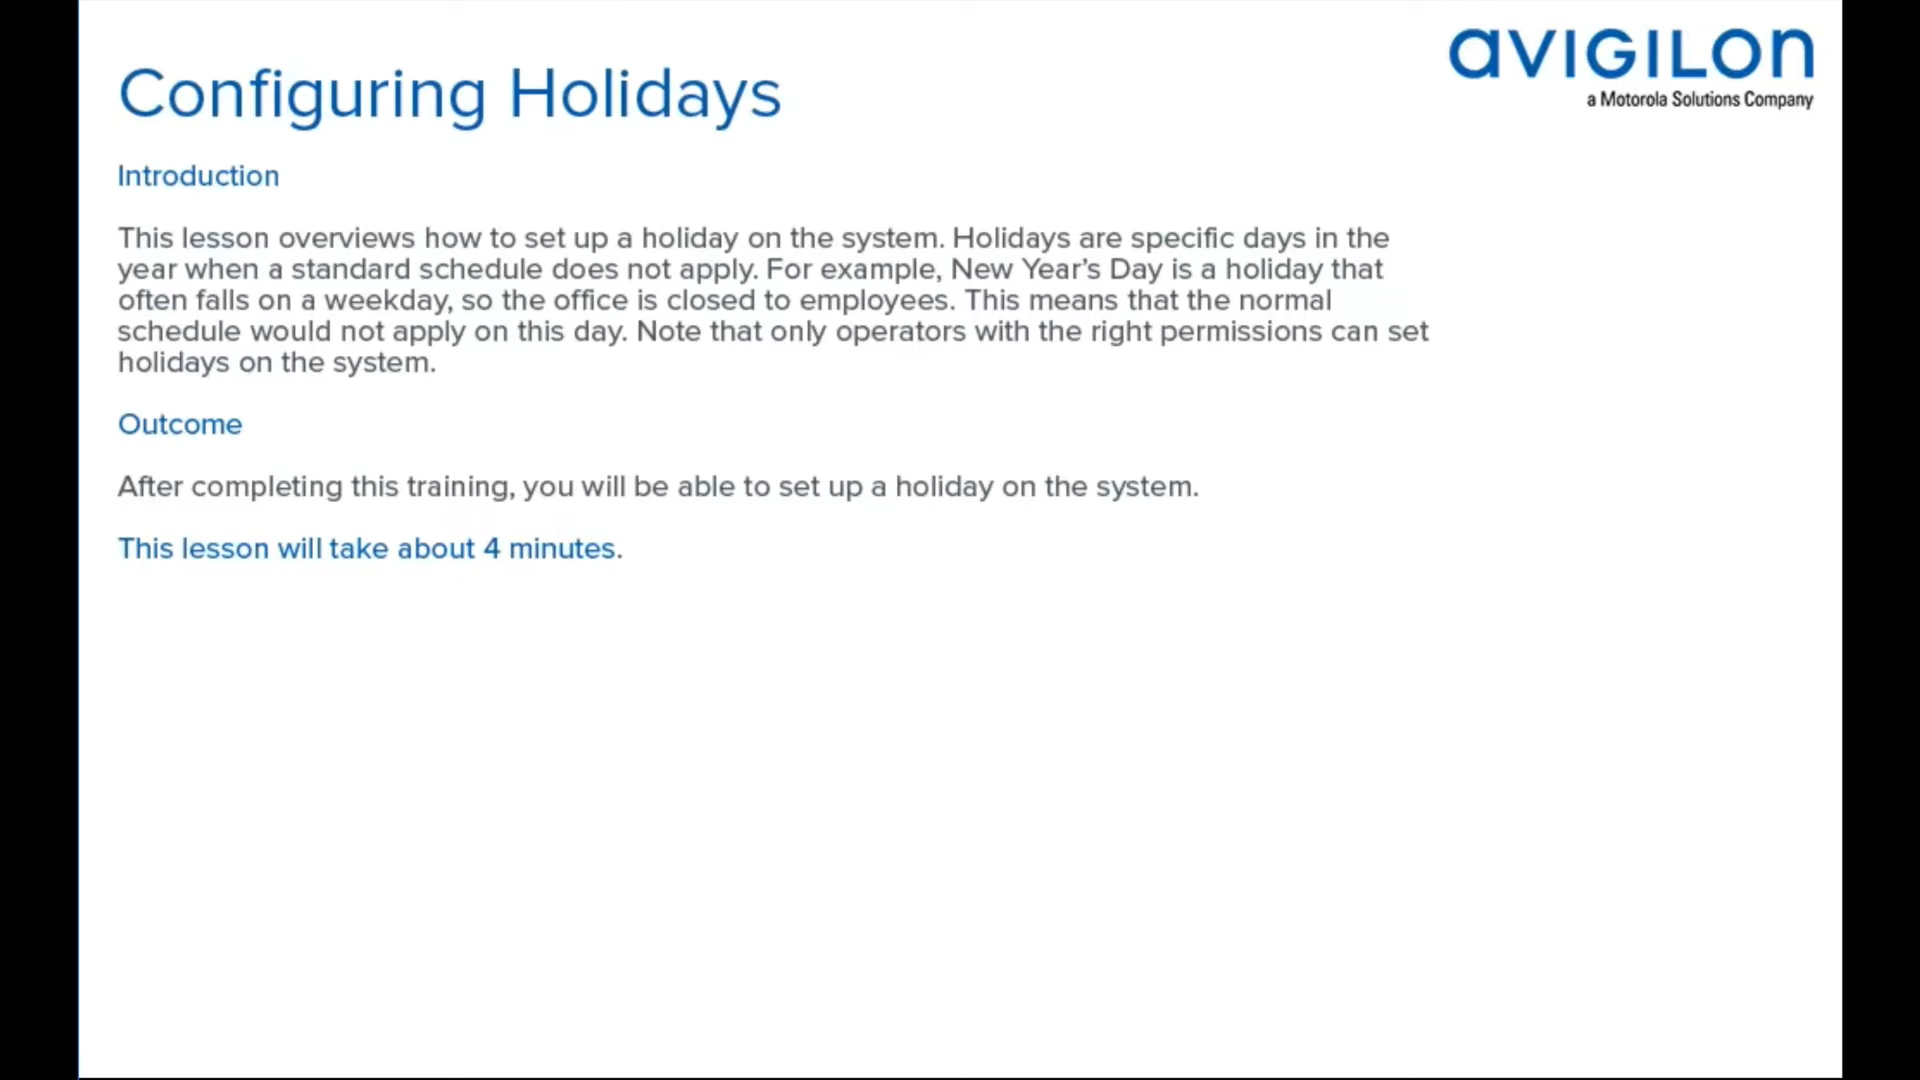 Configuring Holidays
avigilon
a Motorola Solutions Company
Introduction
This lesson overviews how to set up a holiday on the system. Holidays are specific days in the
year when a standard schedule does not apply. For example, New Year’s Day is a holiday that
often falls on a weekday, so the office is closed to employees. This means that the normal
schedule would not apply on this day. Note that only operators with the right permissions can set
holidays on the system.
Outcome
After completing this training, you will be able to set up a holiday on the system.
This lesson will take about 4 minutes.